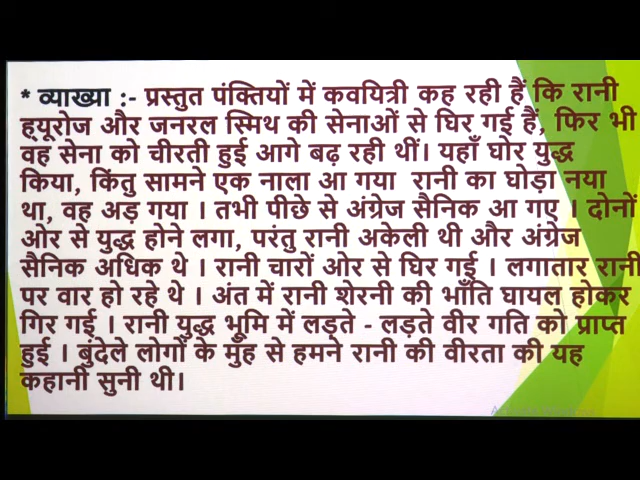 * व्याख्या :- प्रस्तुत पंक्तियों में कवयित्री कह रही हैं कि रानी
ह्यूरोज और जनरल स्मिथ की सेनाओं से घिर गई हैं, फिर भी
वह सेना को चीरती हुई आगे बढ़ रही थीं। यहाँ घोर युद्ध
किया, किंतु सामने एक नाला आ गया रानी का घोड़ा नया
था, वह अड़ गया । तभी पीछे से अंग्रेज सैनिक आ गए । दोनों
ओर से युद्ध होने लगा, परंतु रानी अकेली थी और अंग्रेज
सैनिक अधिक थे । रानी चारों ओर से घिर गई । लगातार रानी
पर वार हो रहे थे । अंत में रानी शेरनी की भाँति घायल होकर
गिर गई । रानी युद्ध भूमि में लड़ते - लड़ते वीर गति को प्राप्त
हुई । बुंदेले लोगों के मुँह से हमने रानी की वीरता की यह
कहानी सुनी थी।